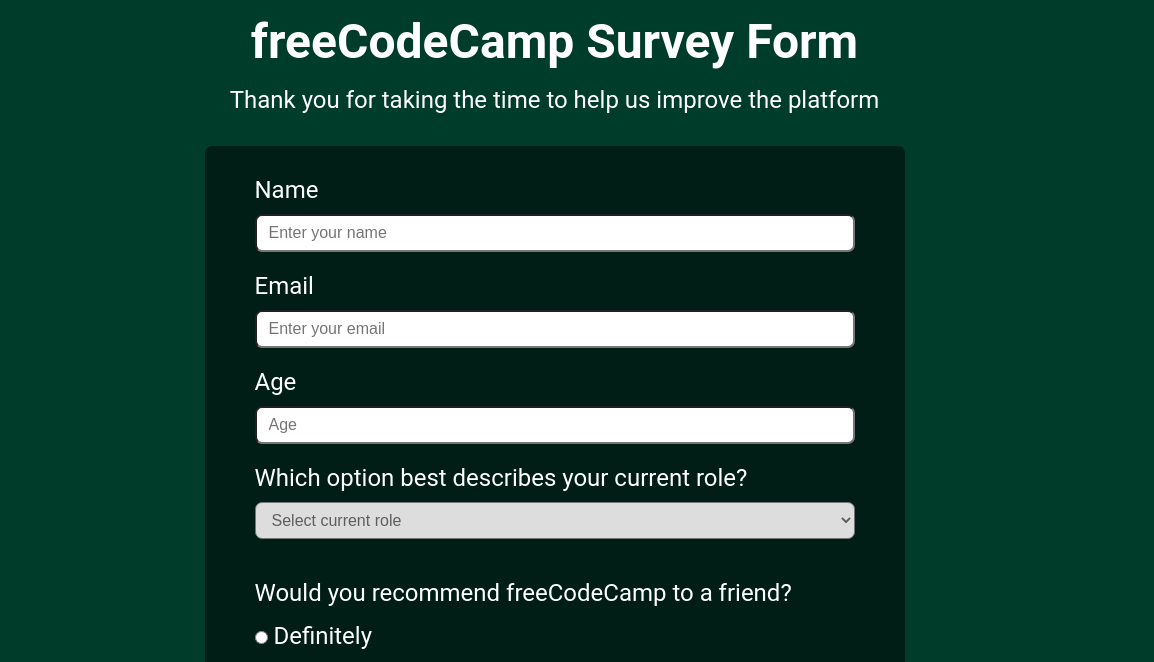 freeCodeCamp Survey Form
Thank you for taking the time to help us improve the platform
Name
Enter your name
Email
Enter your email
Age
Age
Which option best describes your current role?
Select current role
Would you recommend freeCodeCamp to a friend?
Definitely